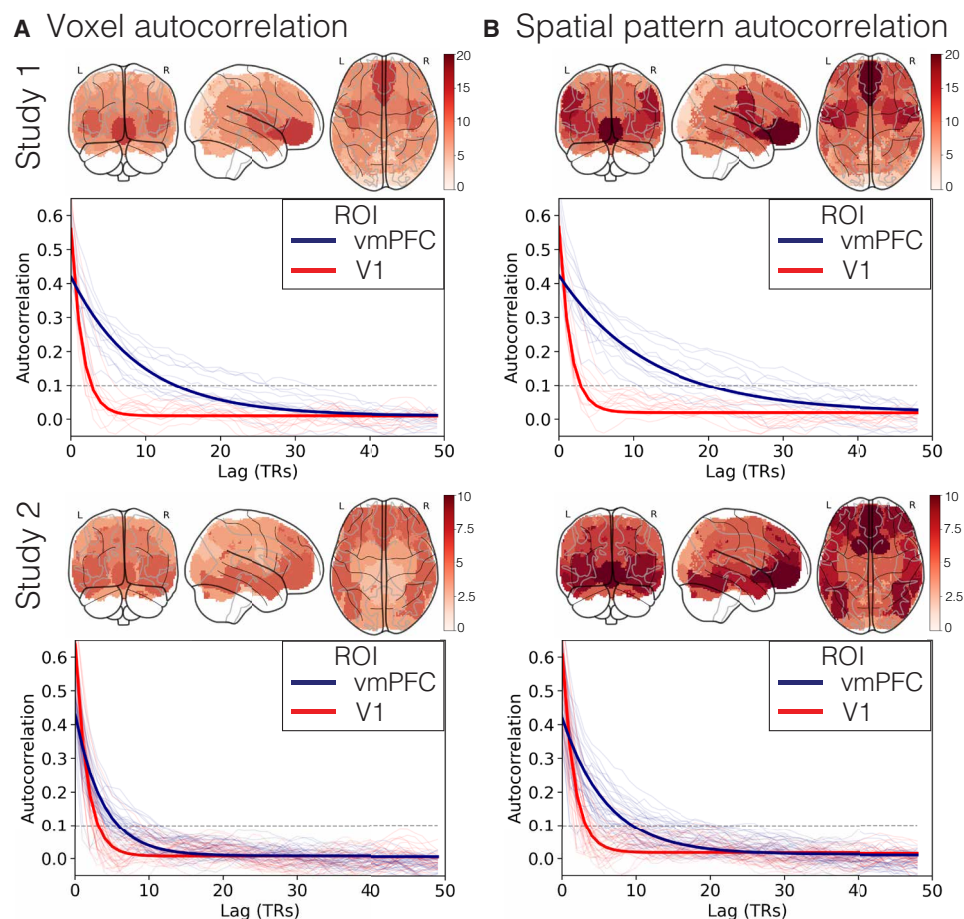 A Voxel autocorrelation
B Spatial pattern autocorrelation
Study 1
L R
20
15
10
5
0
L R
20
15
10
5
0
Autocorrelation
0.6
0.5
0.4
0.3
0.2
0.1
0.0
ROI
vmPFC
V1
0 10 20 30 40 50
Lag (TRs)
Autocorrelation
0.6
0.5
0.4
0.3
0.2
0.1
0.0
ROI
vmPFC
V1
0 10 20 30 40 50
Lag (TRs)
Study 2
L R
10
7.5
5
2.5
0
L R
10
7.5
5
2.5
0
Autocorrelation
0.6
0.5
0.4
0.3
0.2
0.1
0.0
ROI
vmPFC
V1
0 10 20 30 40 50
Lag (TRs)
Autocorrelation
0.6
0.5
0.4
0.3
0.2
0.1
0.0
ROI
vmPFC
V1
0 10 20 30 40 50
Lag (TRs)